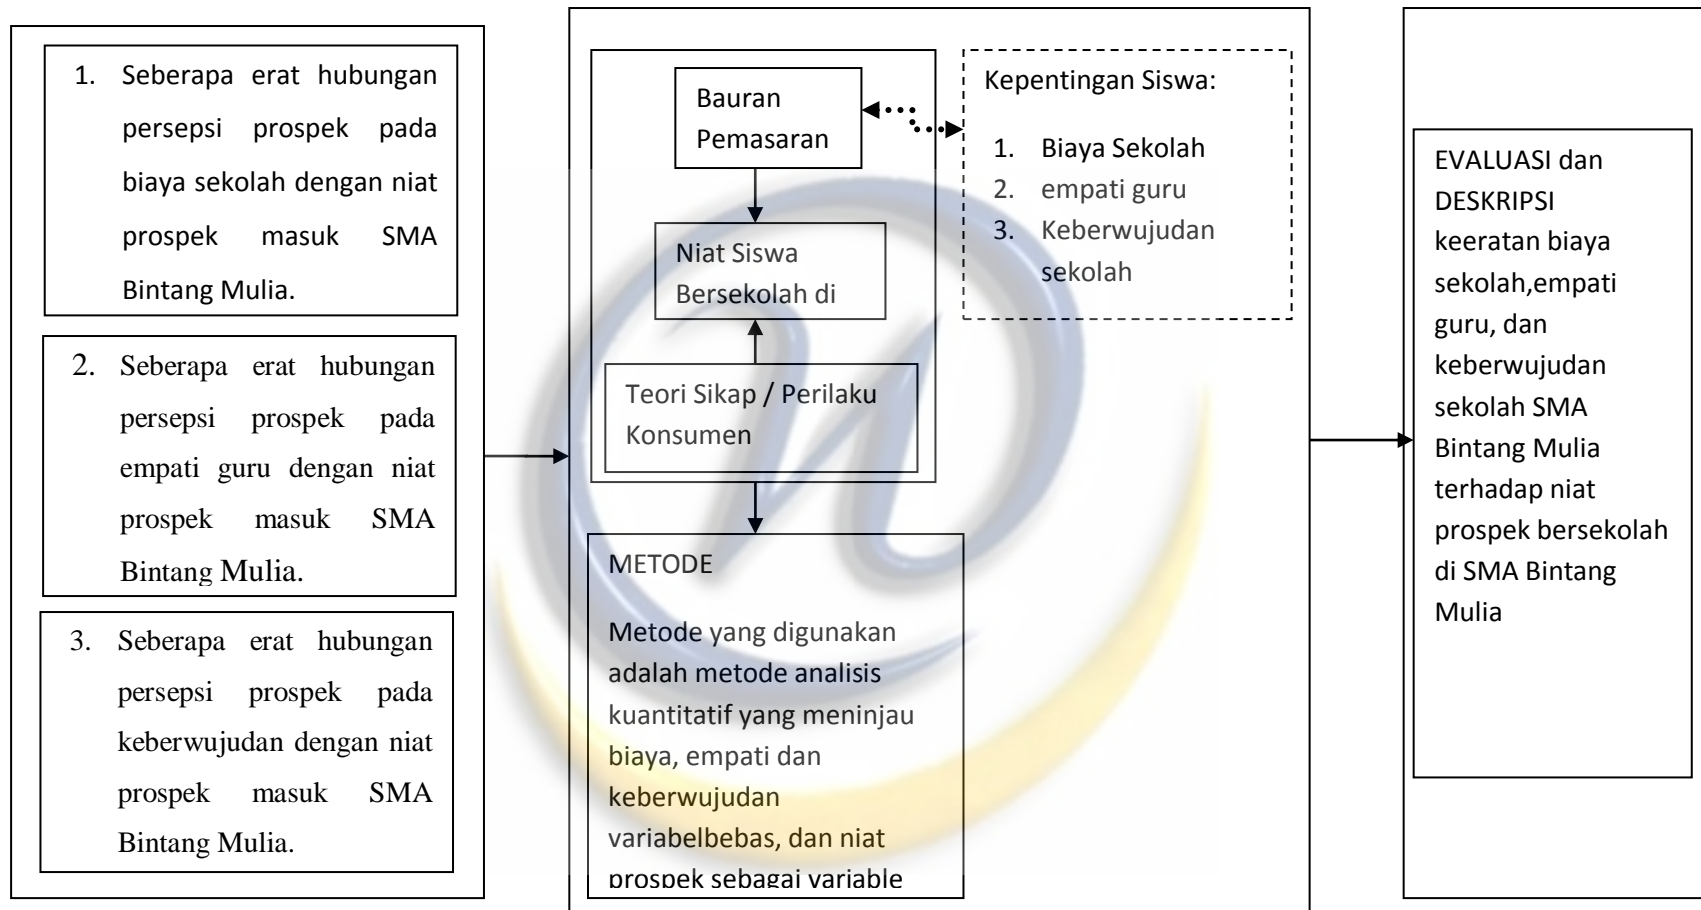 1. Seberapa erat hubungan
persepsi prospek pada
biaya sekolah dengan niat
prospek masuk SMA
Bintang Mulia.
2. Seberapa erat hubungan
persepsi prospek pada
empati guru dengan niat
prospek masuk SMA
Bintang Mulia.
3. Seberapa erat hubungan
persepsi prospek pada
keberwujudan dengan niat
prospek masuk SMA
Bintang Mulia.
Bauran
Pemasaran
Niat Siswa
Bersekolah di
Teori Sikap / Perilaku
Konsumen
METODE
Metode yang digunakan
adalah metode analisis
kuantitatif yang meninjau
biaya, empati dan
keberwujudan
variabelbebas, dan niat
prospek sebagai variable
Kepentingan Siswa:
1. Biaya Sekolah
2. empati guru
3. Keberwujudan
sekolah
EVALUASI dan
DESKRIPSI
keeratan biaya
sekolah,empati
guru, dan
keberwujudan
sekolah SMA
Bintang Mulia
terhadap niat
prospek bersekolah
di SMA Bintang
Mulia